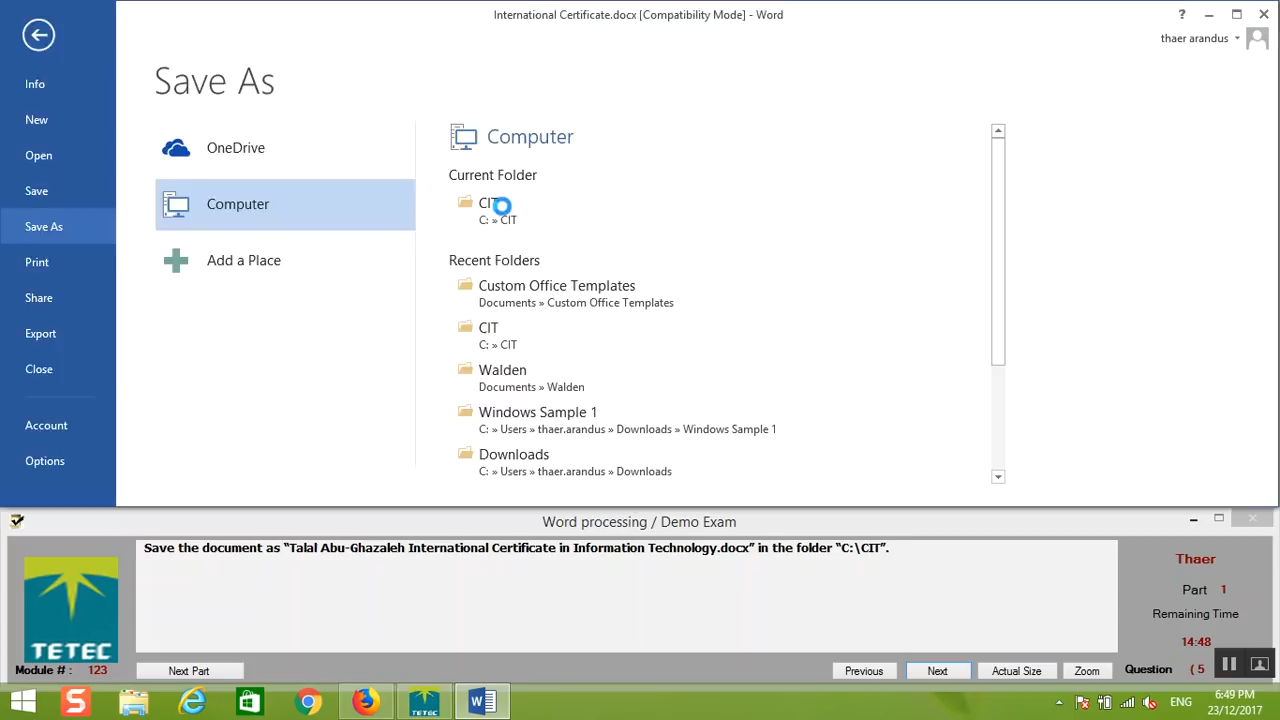 International Certificate.docx [Compatibility Mode] - Word
?
thaer arandus
Info
New
Open
Save
Save As
Print
Share
Export
Close
Account
Options
Save As
OneDrive
Computer
Add a Place
Computer
Current Folder
CIT
C: » CIT
Recent Folders
Custom Office Templates
Documents » Custom Office Templates
CIT
C: » CIT
Walden
Documents » Walden
Windows Sample 1
C: » Users » thaer.arandus » Downloads » Windows Sample 1
Downloads
C: » Users » thaer.arandus » Downloads
Word processing / Demo Exam
Save the document as “Talal Abu-Ghazaleh International Certificate in Information Technology.docx” in the folder “C:\CIT”.
TETEC
Module # : 123
Next Part
Previous
Next
Actual Size
Zoom
Thaer
Part 1
Remaining Time
14:48
Question ( 5
S
TETEC
W
ENG
6:49 PM
23/12/2017